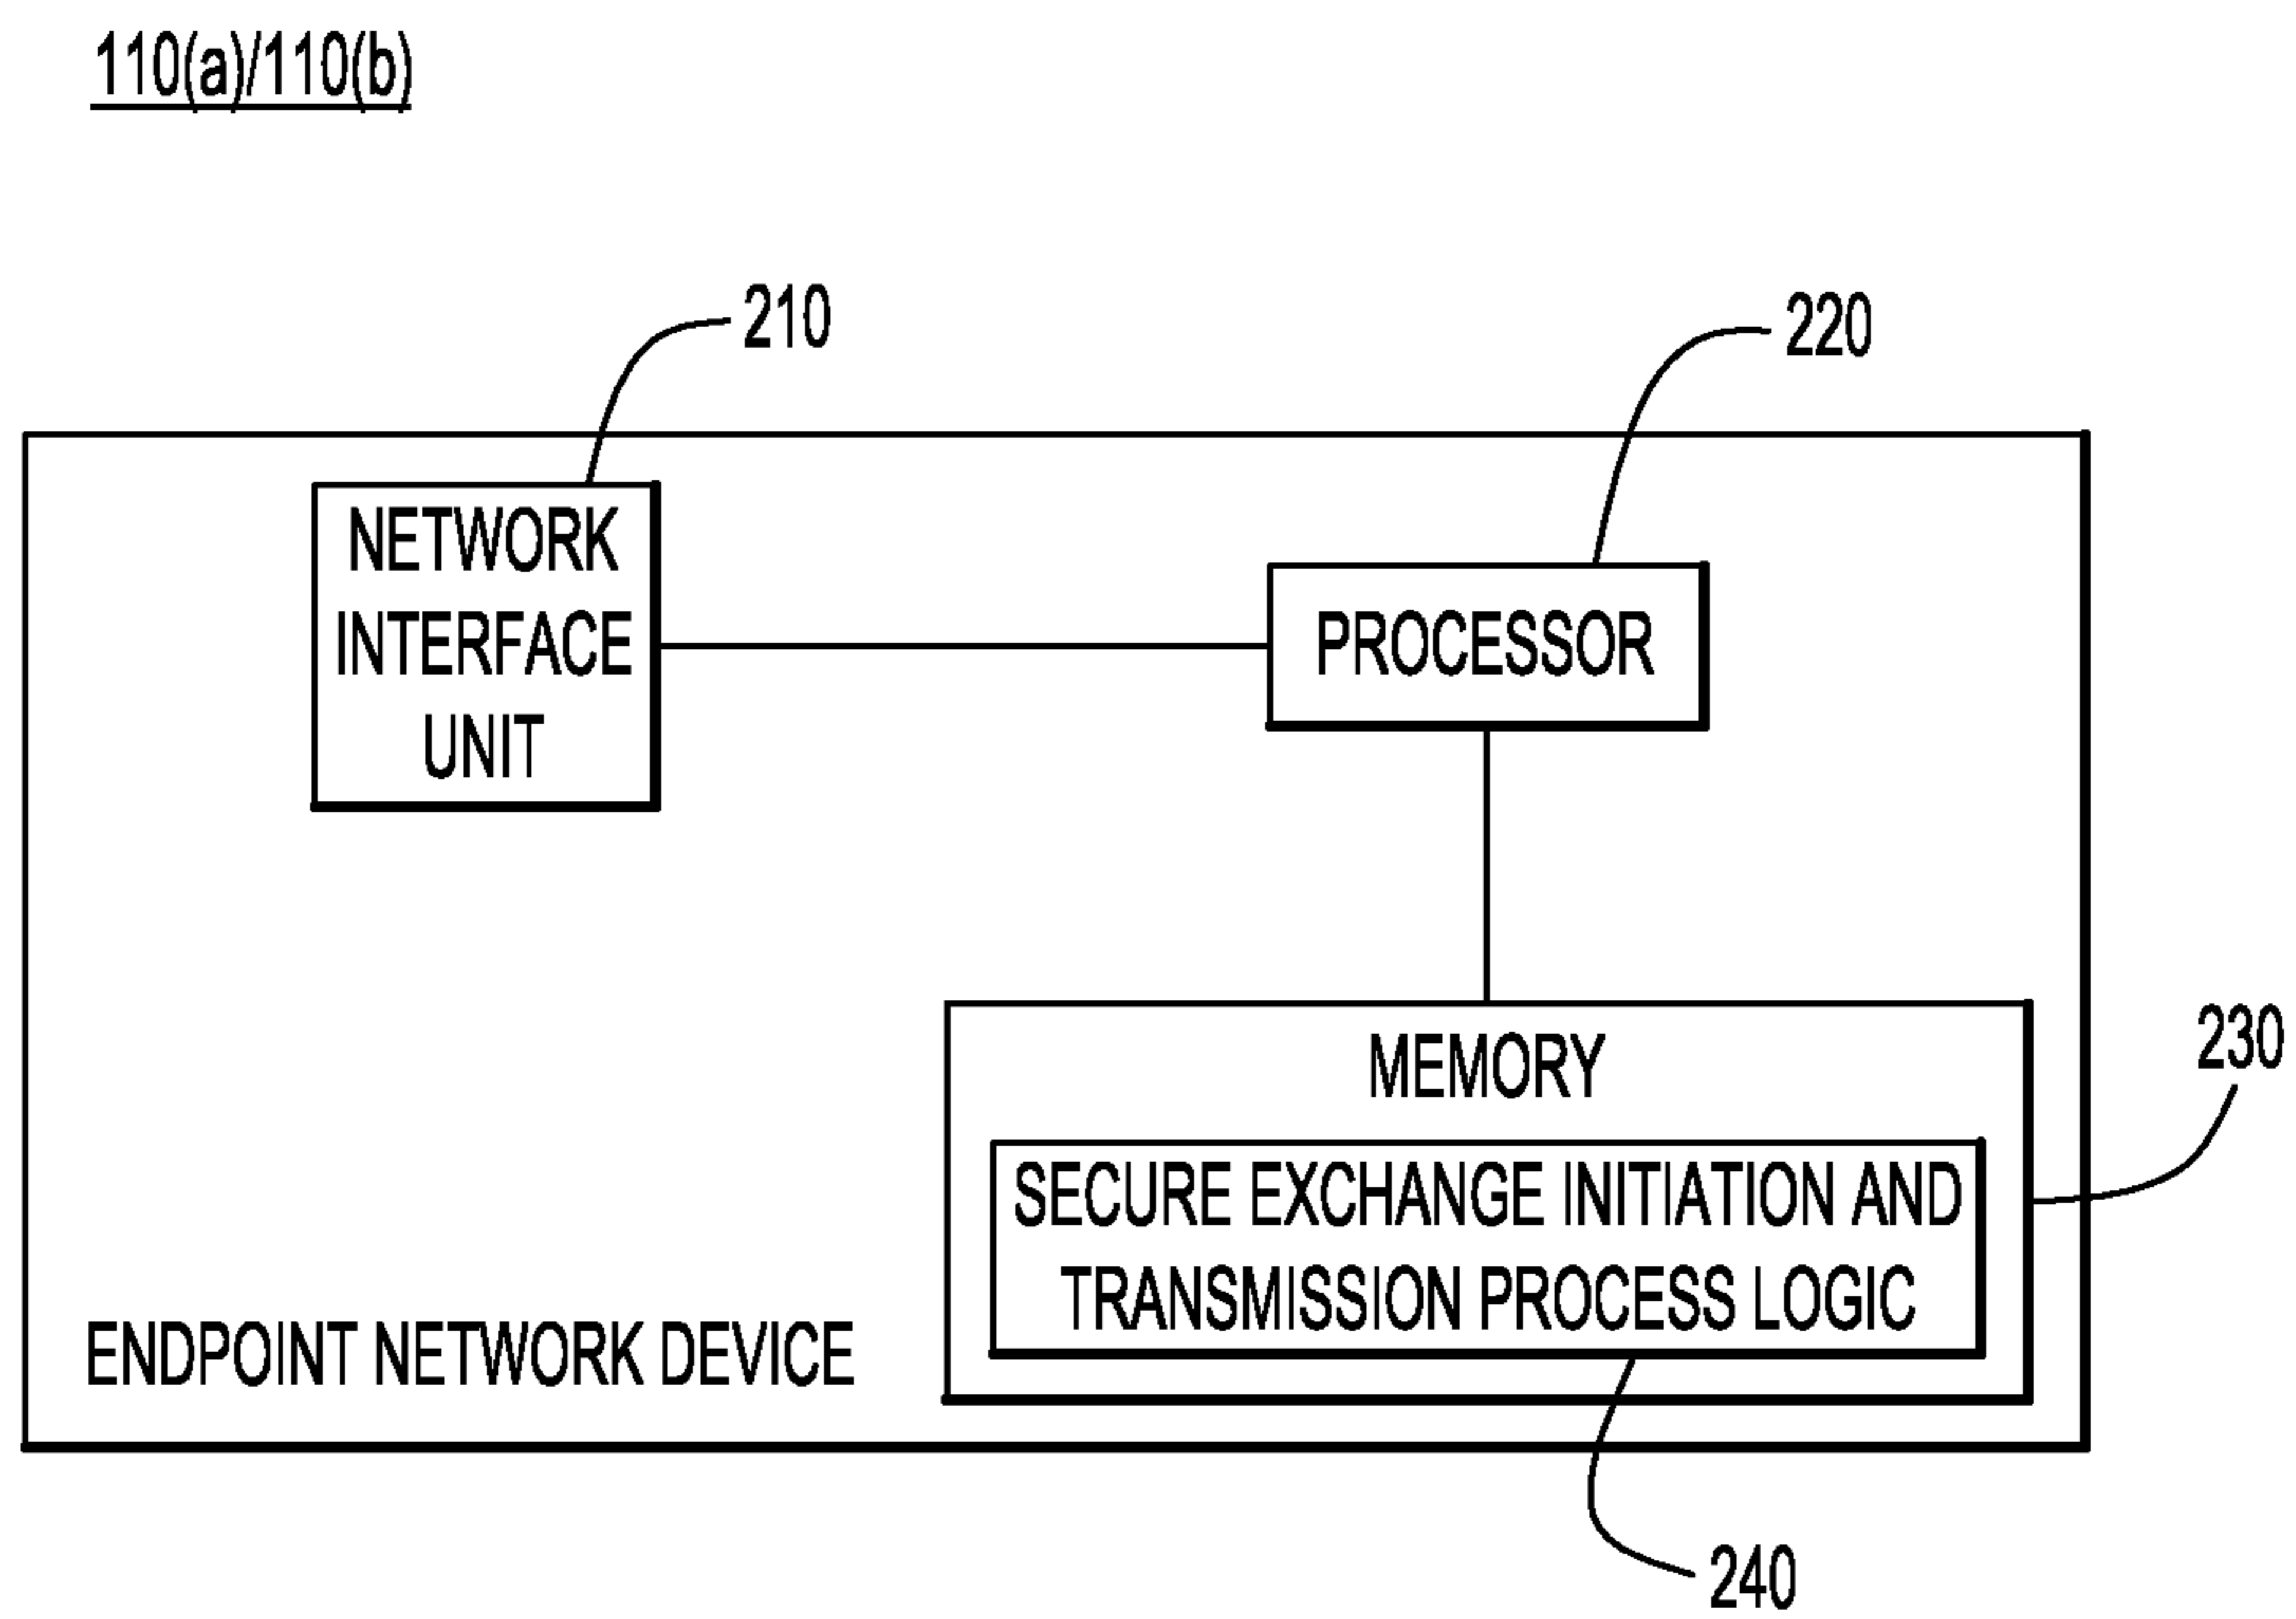 110(a)/110(b)
210
220
NETWORK
INTERFACE
UNIT
PROCESSOR
230
MEMORY
SECURE EXCHANGE INITIATION AND
TRANSMISSION PROCESS LOGIC
ENDPOINT NETWORK DEVICE
240